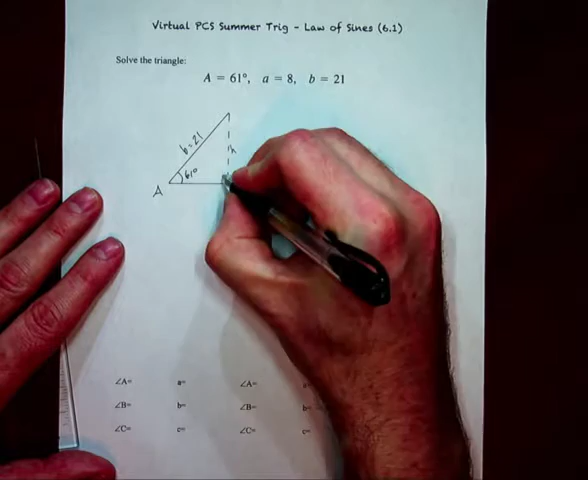 Virtual PCS Summer Trig - Law of Sines (6.1)
Solve the triangle:
A = 61°, a = 8, b = 21
b = 21
h
61°
A
∠A= a= ∠A= a=
∠B= b= ∠B= b=
∠C= c= ∠C= c=